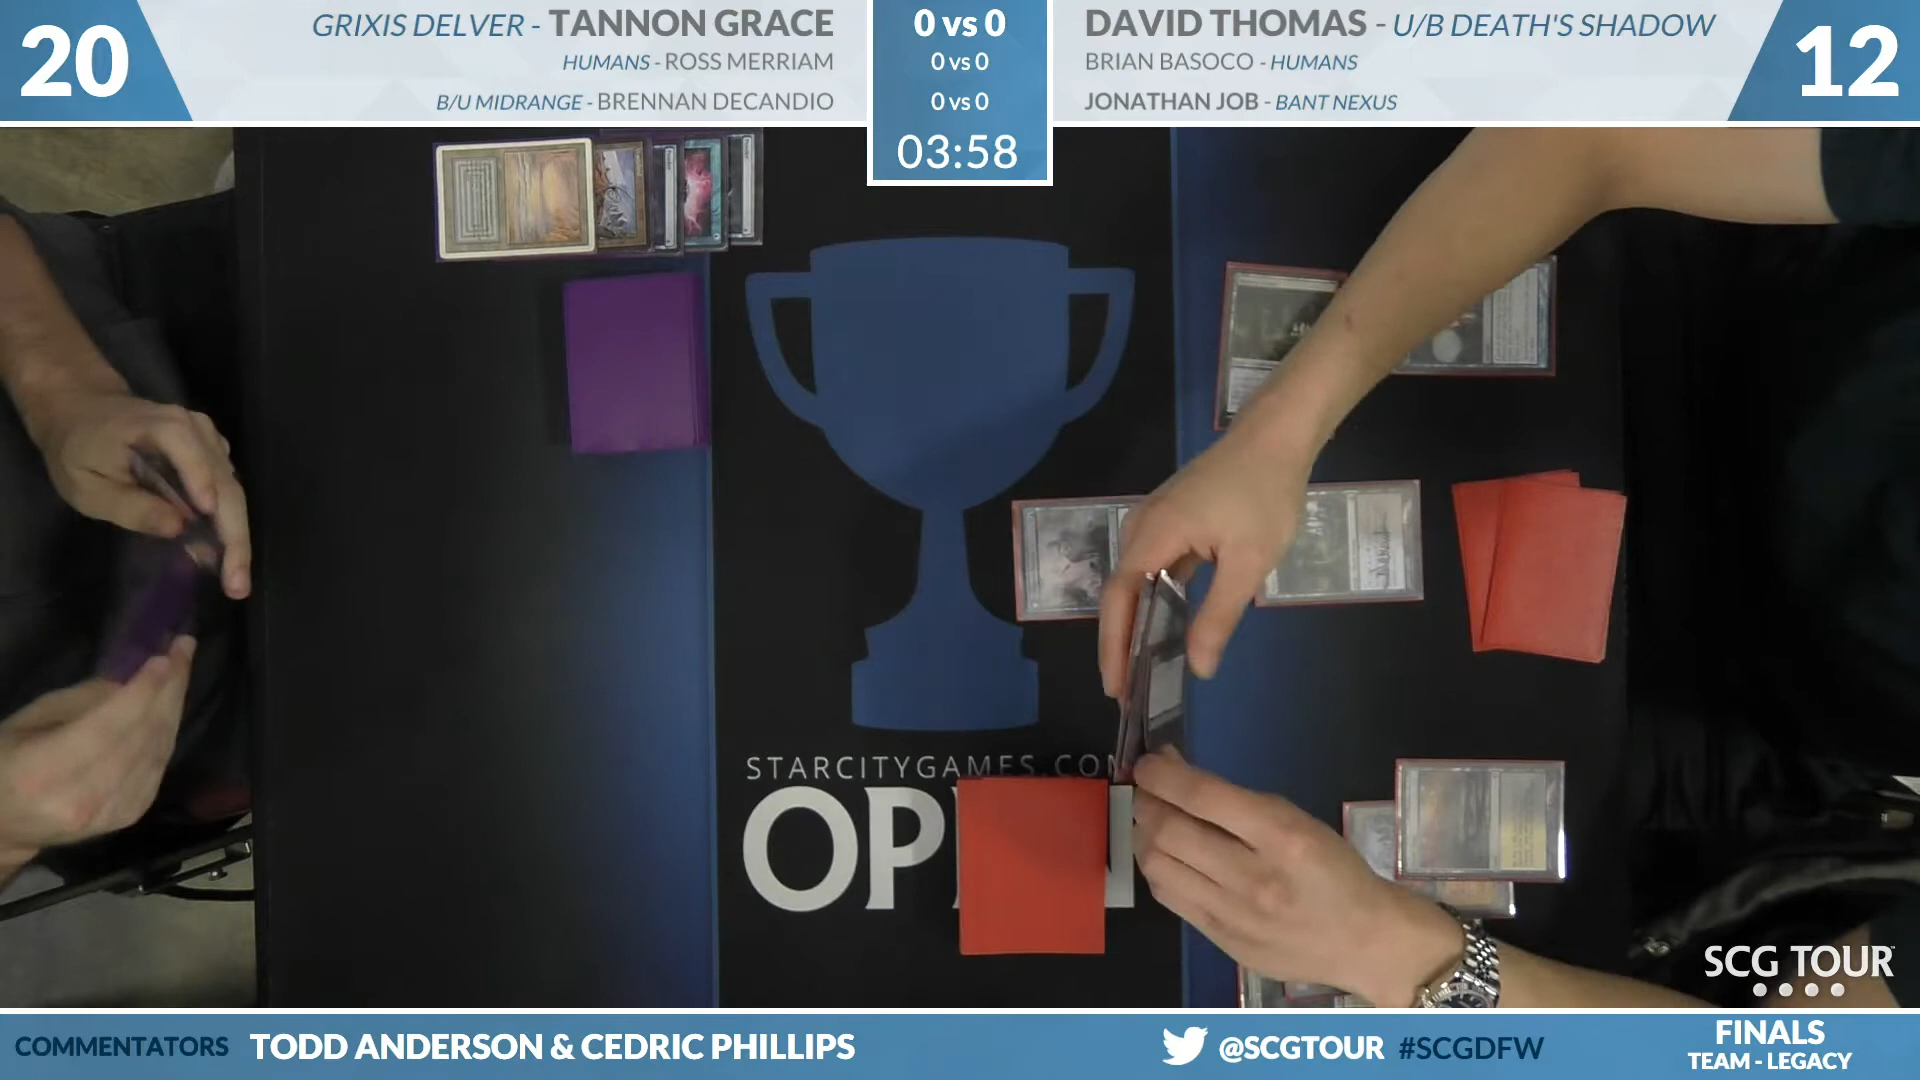 20
GRIXIS DELVER - TANNON GRACE
HUMANS - ROSS MERRIAM
B/U MIDRANGE - BRENNAN DECANDIO
0 vs 0
0 vs 0
0 vs 0
03:58
DAVID THOMAS - U/B DEATH'S SHADOW
BRIAN BASOCO - HUMANS
JONATHAN JOB - BANT NEXUS
12
STARCITYGAMES.COM
SCG TOUR
COMMENTATORS TODD ANDERSON & CEDRIC PHILLIPS
@SCGTOUR #SCGDFW
FINALS
TEAM - LEGACY